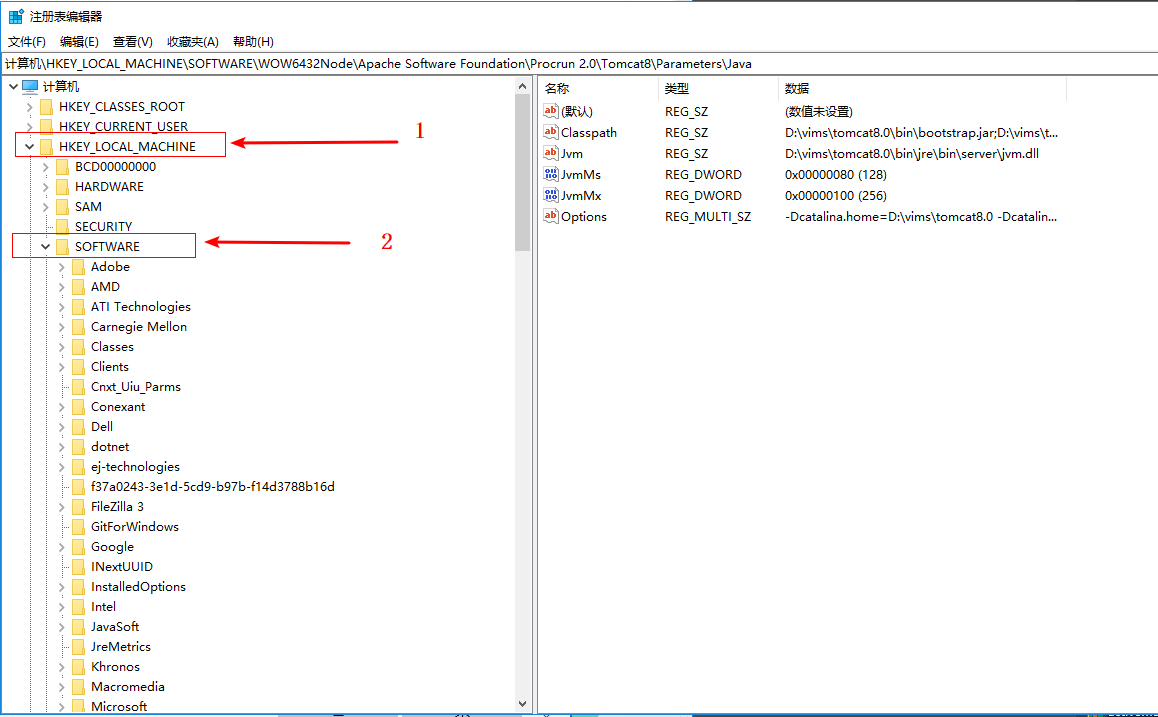 注册表编辑器
文件(F) 编辑(E) 查看(V) 收藏夹(A) 帮助(H)
计算机\HKEY_LOCAL_MACHINE\SOFTWARE\WOW6432Node\Apache Software Foundation\Procrun 2.0\Tomcat8\Parameters\Java
计算机
HKEY_CLASSES_ROOT
HKEY_CURRENT_USER
HKEY_LOCAL_MACHINE
1
BCD00000000
HARDWARE
SAM
SECURITY
SOFTWARE
2
Adobe
AMD
ATI Technologies
Carnegie Mellon
Classes
Clients
Cnxt_Uiu_Parms
Conexant
Dell
dotnet
ej-technologies
f37a0243-3e1d-5cd9-b97b-f14d3788b16d
FileZilla 3
GitForWindows
Google
INextUUID
InstalledOptions
Intel
JavaSoft
JreMetrics
Khronos
Macromedia
Microsoft
名称 类型 数据
(默认) REG_SZ (数值未设置)
Classpath REG_SZ D:\vims\tomcat8.0\bin\bootstrap.jar;D:\vims\t...
Jvm REG_SZ D:\vims\tomcat8.0\bin\jre\bin\server\jvm.dll
JvmMs REG_DWORD 0x00000080 (128)
JvmMx REG_DWORD 0x00000100 (256)
Options REG_MULTI_SZ -Dcatalina.home=D:\vims\tomcat8.0 -Dcatalin...